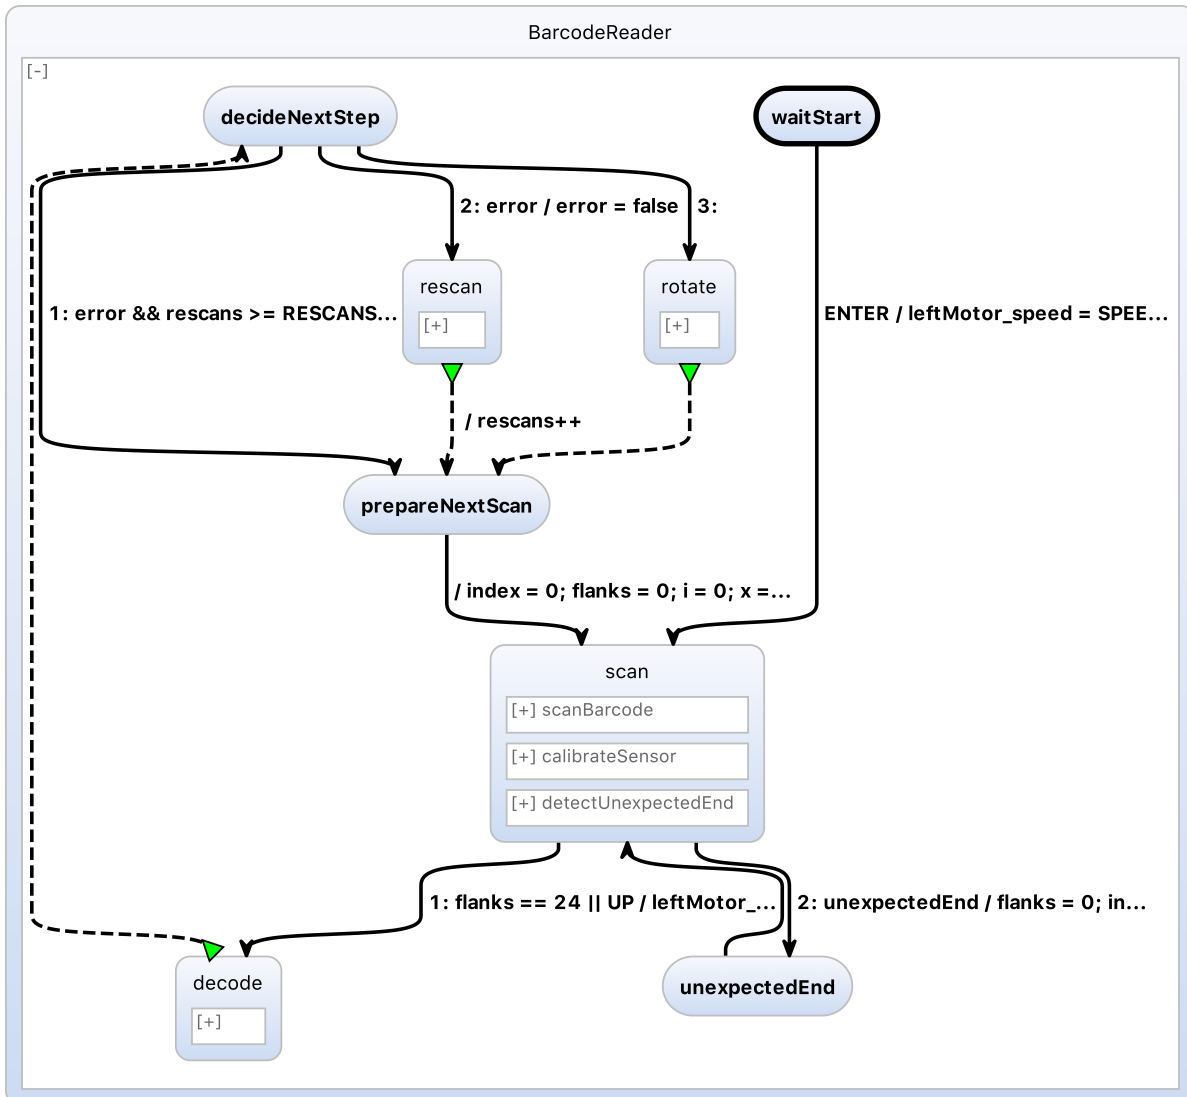 BarcodeReader
[-]
decideNextStep
waitStart
2: error / error = false
3:
rescan
[+]
rotate
[+]
1: error && rescans >= RESCANS...
ENTER / leftMotor_speed = SPEE...
/ rescans++
prepareNextScan
/ index = 0; flanks = 0; i = 0; x =...
scan
[+] scanBarcode
[+] calibrateSensor
[+] detectUnexpectedEnd
1: flanks == 24 || UP / leftMotor_...
2: unexpectedEnd / flanks = 0; in...
decode
[+]
unexpectedEnd